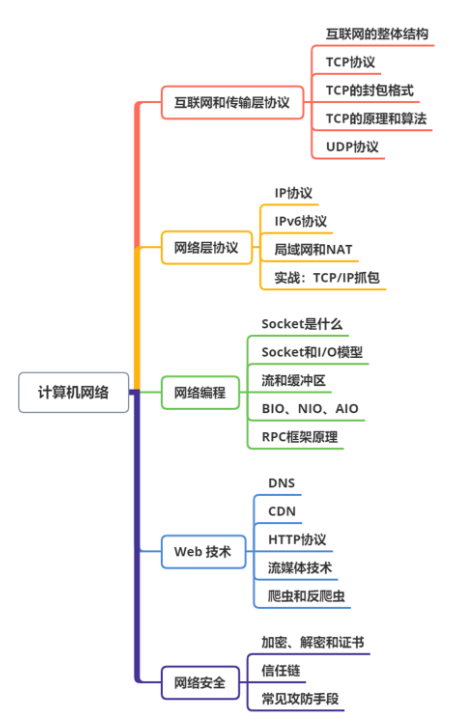 互联网的整体结构
TCP协议
互联网和传输层协议
TCP的封包格式
TCP的原理和算法
UDP协议
IP协议
IPv6协议
网络层协议
局域网和NAT
实战：TCP/IP抓包
Socket是什么
Socket和I/O模型
计算机网络
网络编程
流和缓冲区
BIO、NIO、AIO
RPC框架原理
DNS
CDN
Web 技术
HTTP协议
流媒体技术
爬虫和反爬虫
加密、解密和证书
网络安全
信任链
常见攻防手段